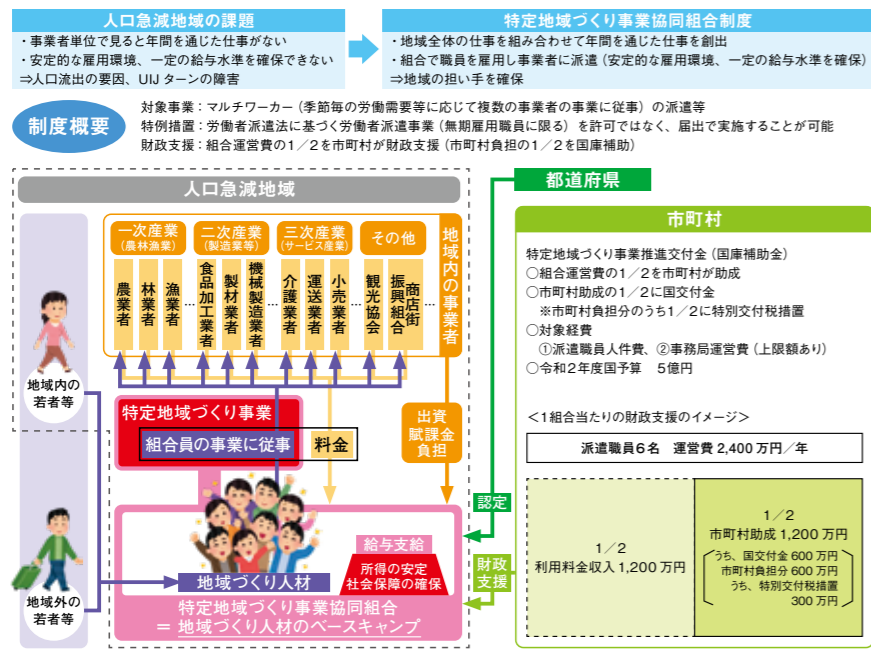 人口急減地域の課題
・事業者単位で見ると年間を通じた仕事がない
・安定的な雇用環境、一定の給与水準を確保できない
⇒人口流出の要因、UIJターンの障害
特定地域づくり事業協同組合制度
・地域全体の仕事を組み合わせて年間を通じた仕事を創出
・組合で職員を雇用し事業者に派遣（安定的な雇用環境、一定の給与水準を確保）
⇒地域の担い手を確保
制度概要
対象事業：マルチワーカー（季節毎の労働需要等に応じて複数の事業者の事業に従事）の派遣等
特例措置：労働者派遣法に基づく労働者派遣事業（無期雇用職員に限る）を許可ではなく、届出で実施することが可能
財政支援：組合運営費の1／2を市町村が財政支援（市町村負担の1／2を国庫補助）
人口急減地域
一次産業
（農林漁業）
二次産業
（製造業等）
三次産業
（サービス産業）
その他
地域内の事業者
農業者
林業者
漁業者
…
食品加工業者
製材業者
機械製造業者
…
介護業者
運送業者
小売業者
…
観光協会
商店街
振興組合
…
地域内の
若者等
特定地域づくり事業
組合員の事業に従事
料金
出資
賦課金
負担
地域外の
若者等
地域づくり人材
給与支給
所得の安定
社会保障の確保
特定地域づくり事業協同組合
＝地域づくり人材のベースキャンプ
都道府県
認定
財政
支援
市町村
特定地域づくり事業推進交付金（国庫補助金）
○組合運営費の1／2を市町村が助成
○市町村助成の1／2に国交付金
※市町村負担分のうち1／2に特別交付税措置
○対象経費
①派遣職員人件費、②事務局運営費（上限額あり）
○令和2年度国予算　5億円
＜1組合当たりの財政支援のイメージ＞
派遣職員6名　運営費2,400万円／年
1／2
利用料金収入1,200万円
1／2
市町村助成1,200万円
うち、国交付金600万円
市町村負担分600万円
うち、特別交付税措置
300万円